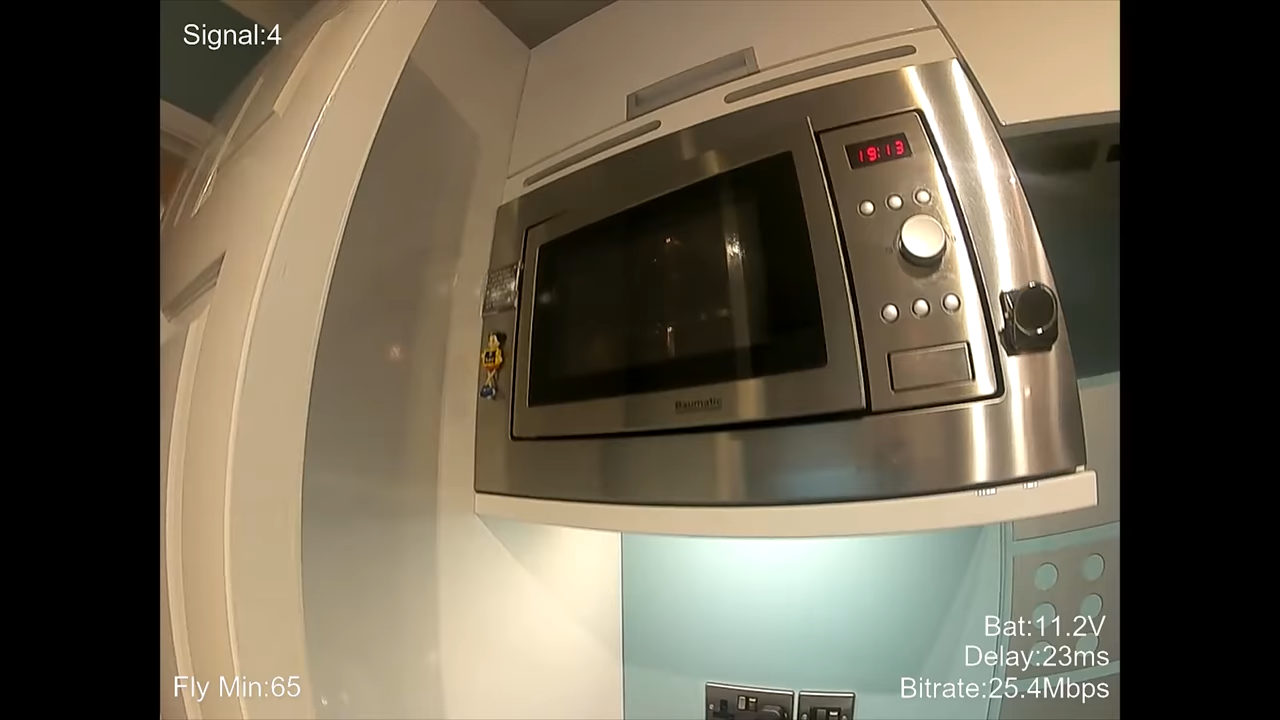 Signal:4
19:13
Baumatic
Bat:11.2V
Delay:23ms
Fly Min:65
Bitrate:25.4Mbps